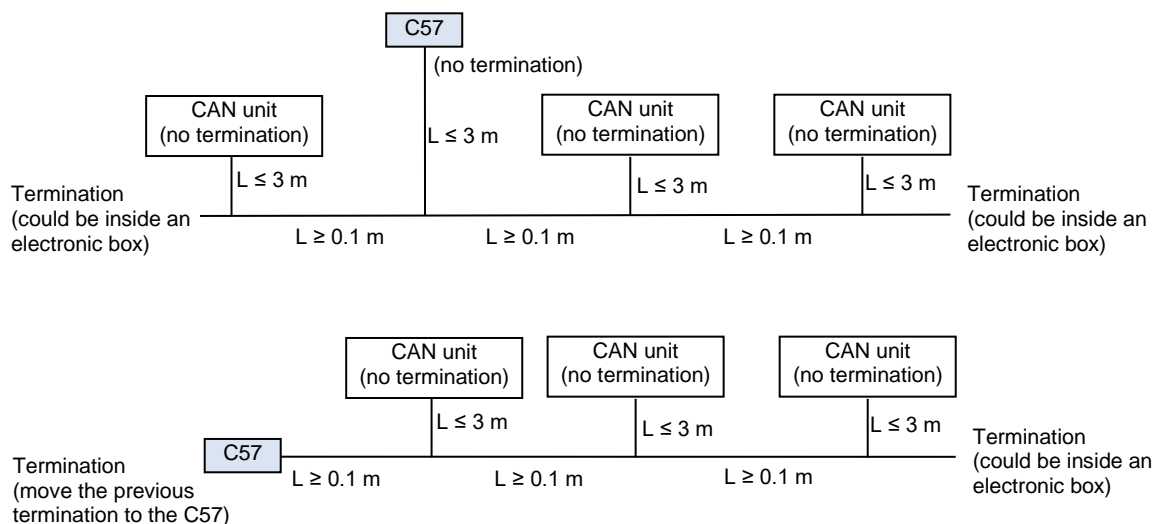 C57
(no termination)
CAN unit
(no termination)
L ≤ 3 m
CAN unit
(no termination)
CAN unit
(no termination)
L ≤ 3 m
L ≤ 3 m
L ≤ 3 m
Termination
(could be inside an
electronic box)
Termination
(could be inside an
electronic box)
L ≥ 0.1 m
L ≥ 0.1 m
L ≥ 0.1 m
CAN unit
(no termination)
CAN unit
(no termination)
CAN unit
(no termination)
L ≤ 3 m
L ≤ 3 m
L ≤ 3 m
C57
Termination
(move the previous
termination to the C57)
L ≥ 0.1 m
L ≥ 0.1 m
L ≥ 0.1 m
Termination
(could be inside an
electronic box)